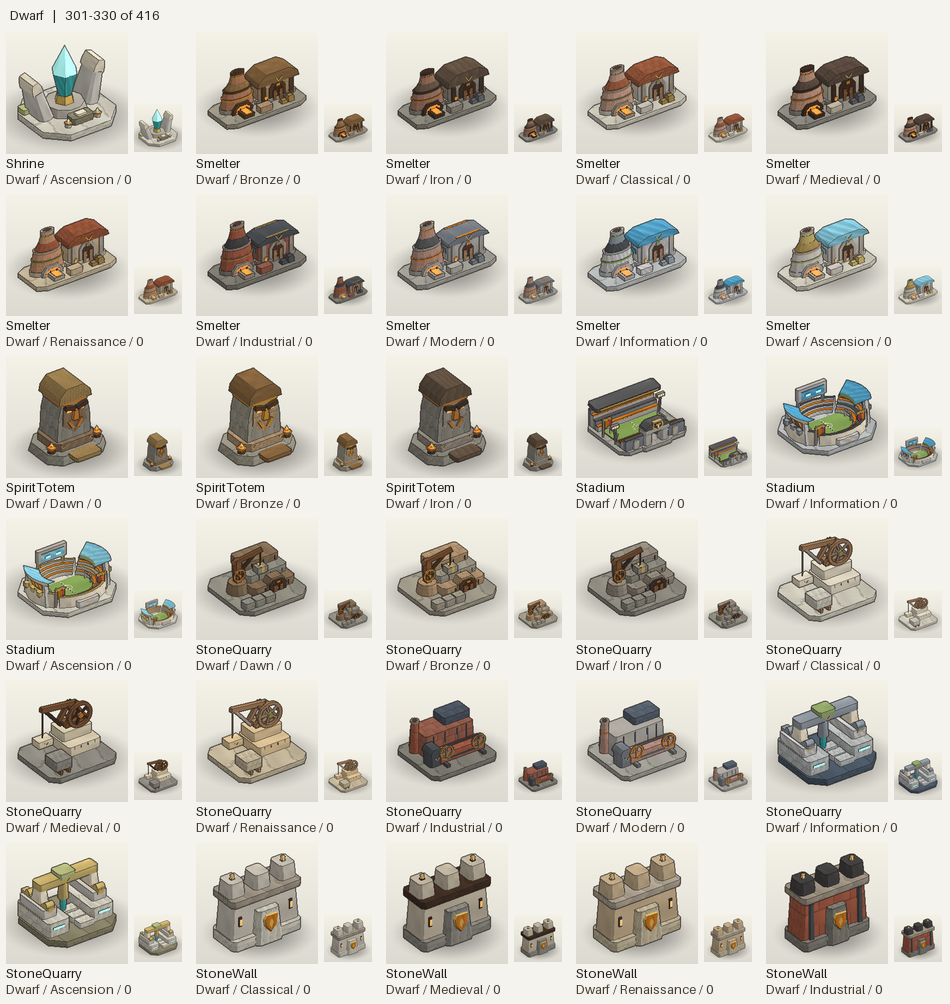 Dwarf | 301-330 of 416
Shrine
Dwarf / Ascension / 0
Smelter
Dwarf / Bronze / 0
Smelter
Dwarf / Iron / 0
Smelter
Dwarf / Classical / 0
Smelter
Dwarf / Medieval / 0
Smelter
Dwarf / Renaissance / 0
Smelter
Dwarf / Industrial / 0
Smelter
Dwarf / Modern / 0
Smelter
Dwarf / Information / 0
Smelter
Dwarf / Ascension / 0
SpiritTotem
Dwarf / Dawn / 0
SpiritTotem
Dwarf / Bronze / 0
SpiritTotem
Dwarf / Iron / 0
Stadium
Dwarf / Modern / 0
Stadium
Dwarf / Information / 0
Stadium
Dwarf / Ascension / 0
StoneQuarry
Dwarf / Dawn / 0
StoneQuarry
Dwarf / Bronze / 0
StoneQuarry
Dwarf / Iron / 0
StoneQuarry
Dwarf / Classical / 0
StoneQuarry
Dwarf / Medieval / 0
StoneQuarry
Dwarf / Renaissance / 0
StoneQuarry
Dwarf / Industrial / 0
StoneQuarry
Dwarf / Modern / 0
StoneQuarry
Dwarf / Information / 0
StoneQuarry
Dwarf / Ascension / 0
StoneWall
Dwarf / Classical / 0
StoneWall
Dwarf / Medieval / 0
StoneWall
Dwarf / Renaissance / 0
StoneWall
Dwarf / Industrial / 0